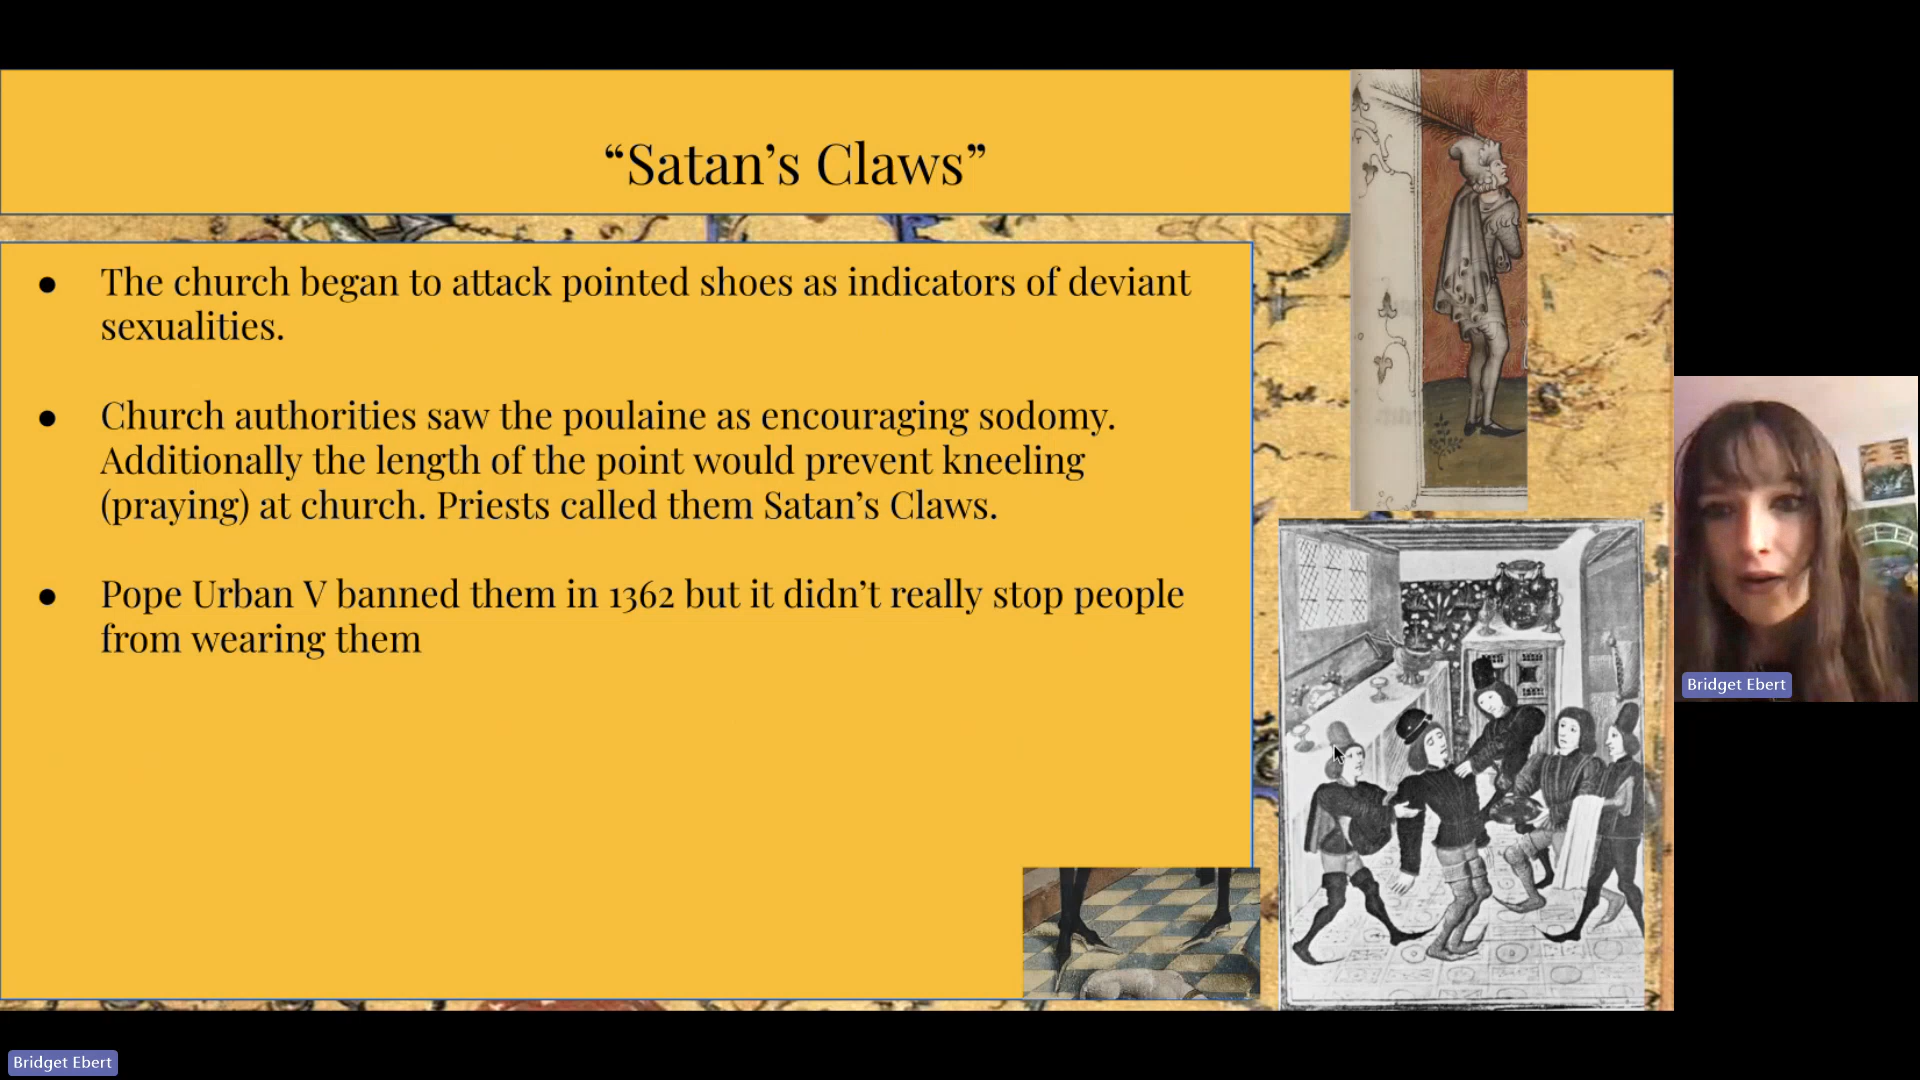 “Satan’s Claws”
● The church began to attack pointed shoes as indicators of deviant
sexualities.
● Church authorities saw the poulaine as encouraging sodomy.
Additionally the length of the point would prevent kneeling
(praying) at church. Priests called them Satan’s Claws.
● Pope Urban V banned them in 1362 but it didn’t really stop people
from wearing them
Bridget Ebert
Bridget Ebert